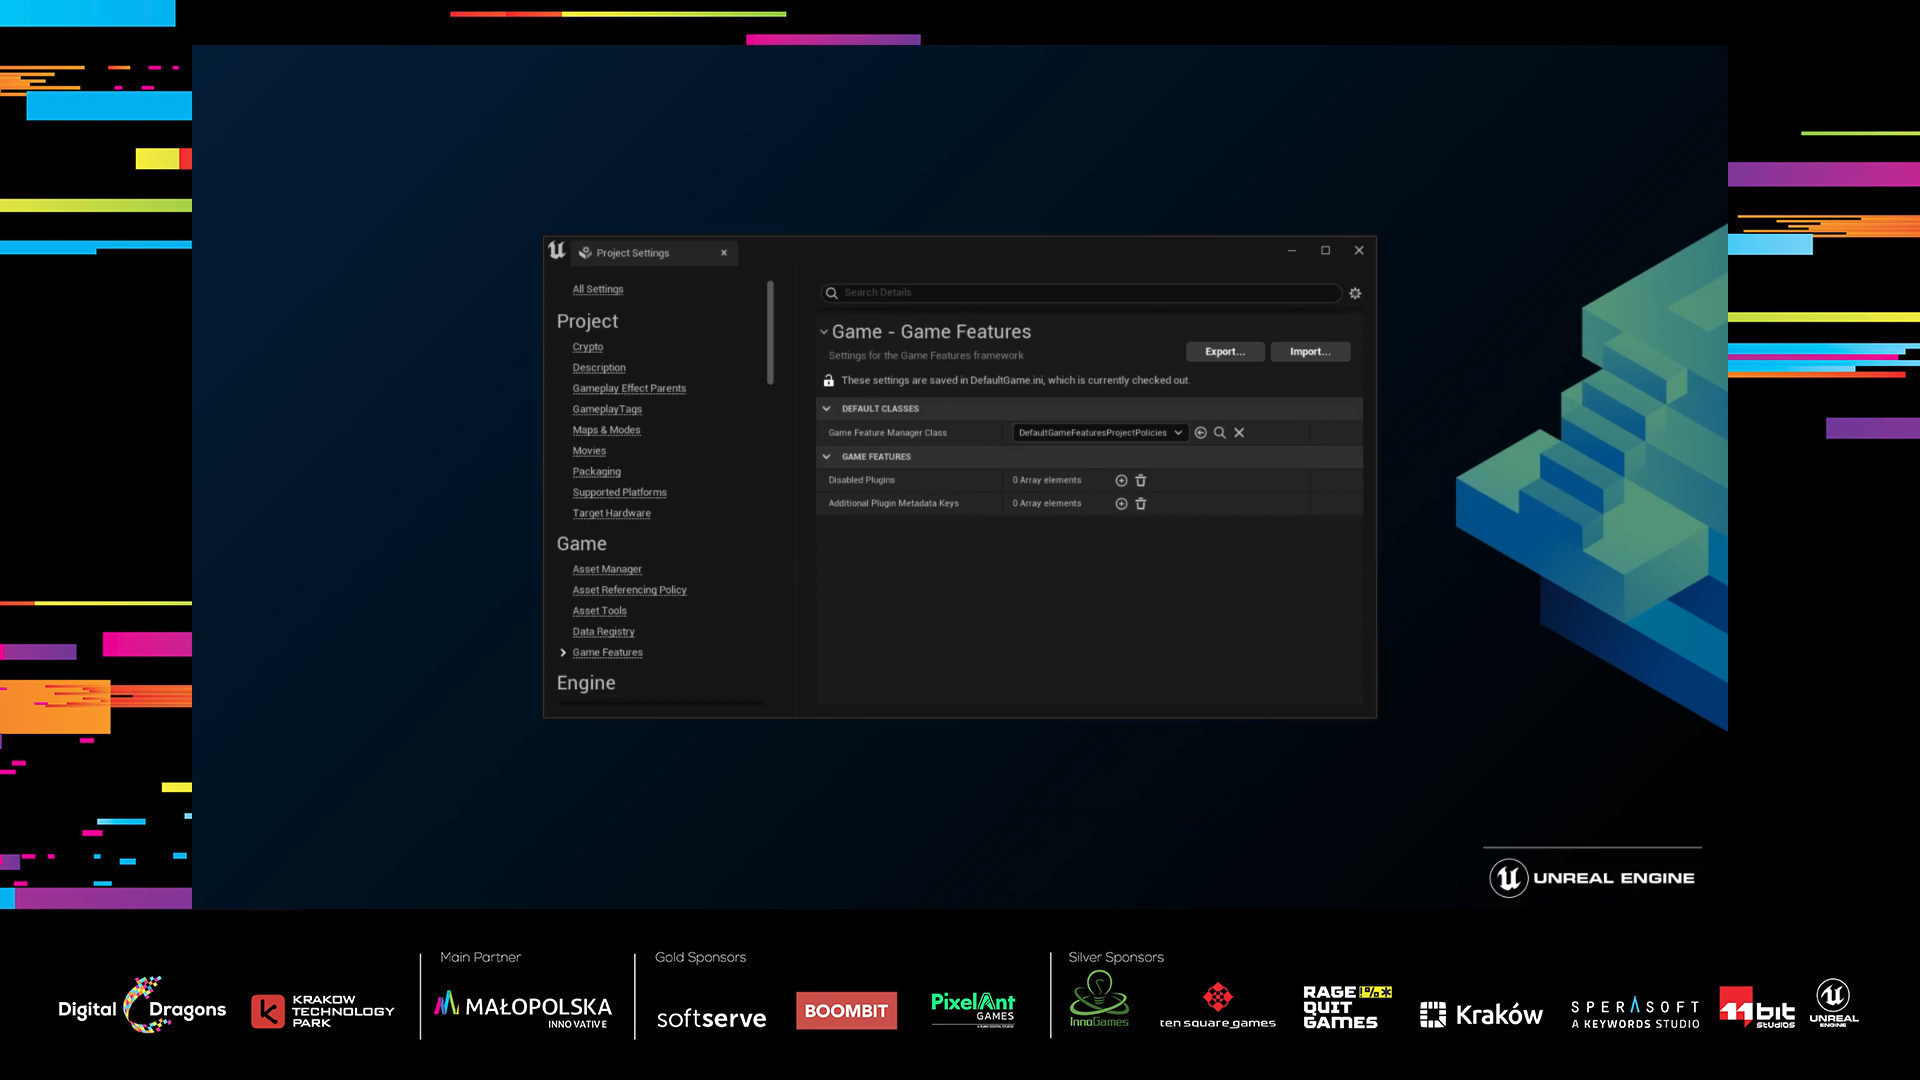 Project Settings
All Settings
Project
Crypto
Description
Gameplay Effect Parents
GameplayTags
Maps & Modes
Movies
Packaging
Supported Platforms
Target Hardware
Game
Asset Manager
Asset Referencing Policy
Asset Tools
Data Registry
Game Features
Engine
Search Details
Game - Game Features
Settings for the Game Features framework
Export...
Import...
These settings are saved in DefaultGame.ini, which is currently checked out.
DEFAULT CLASSES
Game Feature Manager Class
DefaultGameFeaturesProjectPolicies
GAME FEATURES
Disabled Plugins
0 Array elements
Additional Plugin Metadata Keys
0 Array elements
UNREAL ENGINE
Digital Dragons
KRAKOW
TECHNOLOGY
PARK
Main Partner
MAŁOPOLSKA
INNOVATIVE
Gold Sponsors
softserve
BOOMBIT
PixelAnt
GAMES
Silver Sponsors
InnoGames
ten square games
RAGE !%*
QUIT
GAMES
Kraków
SPERASOFT
A KEYWORDS STUDIO
11bit
STUDIOS
UNREAL
ENGINE